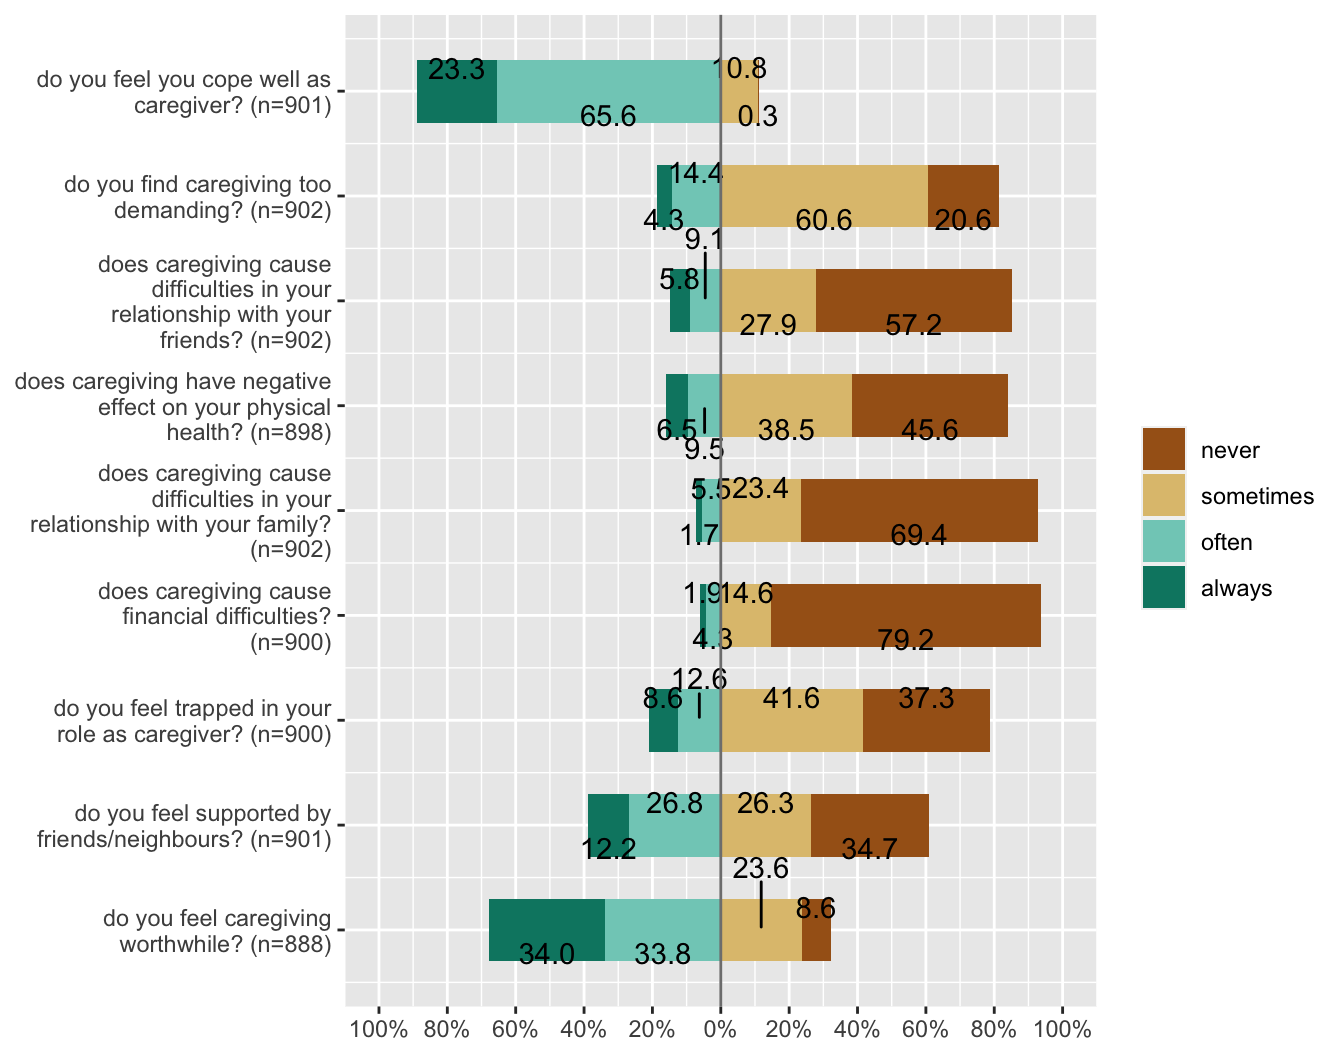 do you feel you cope well as
caregiver? (n=901)
23.3
10.8
65.6
0.3
do you find caregiving too
demanding? (n=902)
14.4
4.3
60.6
20.6
does caregiving cause
difficulties in your
relationship with your
friends? (n=902)
9.1
5.8
27.9
57.2
does caregiving have negative
effect on your physical
health? (n=898)
6.5
38.5
45.6
9.5
does caregiving cause
difficulties in your
relationship with your family?
(n=902)
5.5
23.4
1.7
69.4
does caregiving cause
financial difficulties?
(n=900)
1.9
14.6
4.3
79.2
do you feel trapped in your
role as caregiver? (n=900)
12.6
8.6
41.6
37.3
do you feel supported by
friends/neighbours? (n=901)
26.8
26.3
12.2
34.7
do you feel caregiving
worthwhile? (n=888)
23.6
8.6
34.0
33.8
100% 80% 60% 40% 20% 0% 20% 40% 60% 80% 100%
never
sometimes
often
always